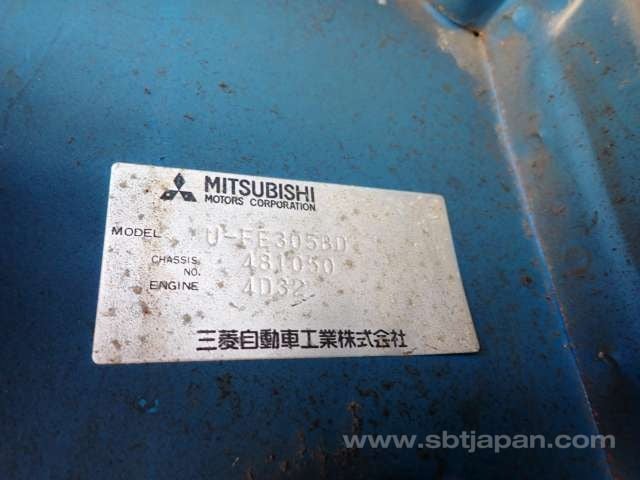 MITSUBISHI
MOTORS CORPORATION
MODEL U-FE305BD
CHASSIS NO. 481050
ENGINE 4D32
三菱自動車工業株式会社
www.sbtjapan.com